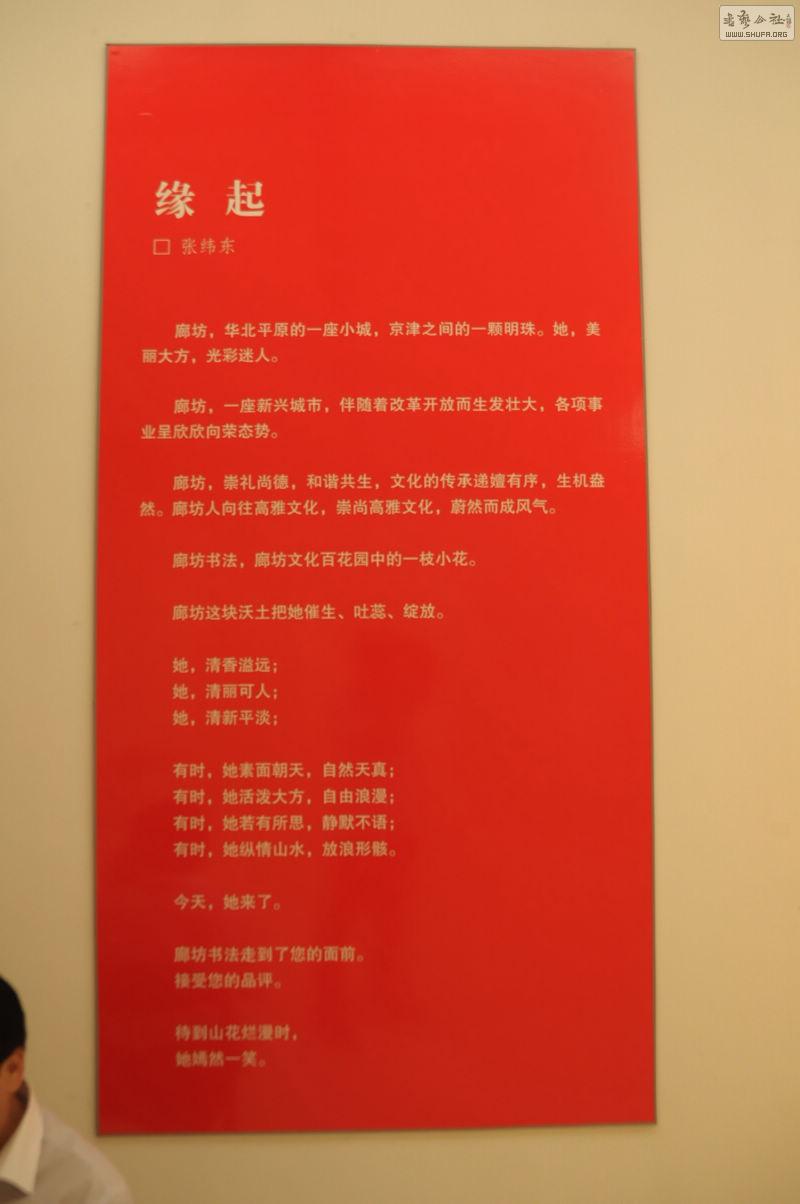 书艺公社
WWW.SHUFA.ORG
缘 起
□ 张纬东
廊坊，华北平原的一座小城，京津之间的一颗明珠。她，美
丽大方，光彩迷人。
廊坊，一座新兴城市，伴随着改革开放而生发壮大，各项事
业呈欣欣向荣态势。
廊坊，崇礼尚德，和谐共生，文化的传承递嬗有序，生机盎
然。廊坊人向往高雅文化，崇尚高雅文化，蔚然而成风气。
廊坊书法，廊坊文化百花园中的一枝小花。
廊坊这块沃土把她催生、吐蕊、绽放。
她，清香溢远；
她，清丽可人；
她，清新平淡；
有时，她素面朝天，自然天真；
有时，她活泼大方，自由浪漫；
有时，她若有所思，静默不语；
有时，她纵情山水，放浪形骸。
今天，她来了。
廊坊书法走到了您的面前。
接受您的品评。
待到山花烂漫时，
她嫣然一笑。